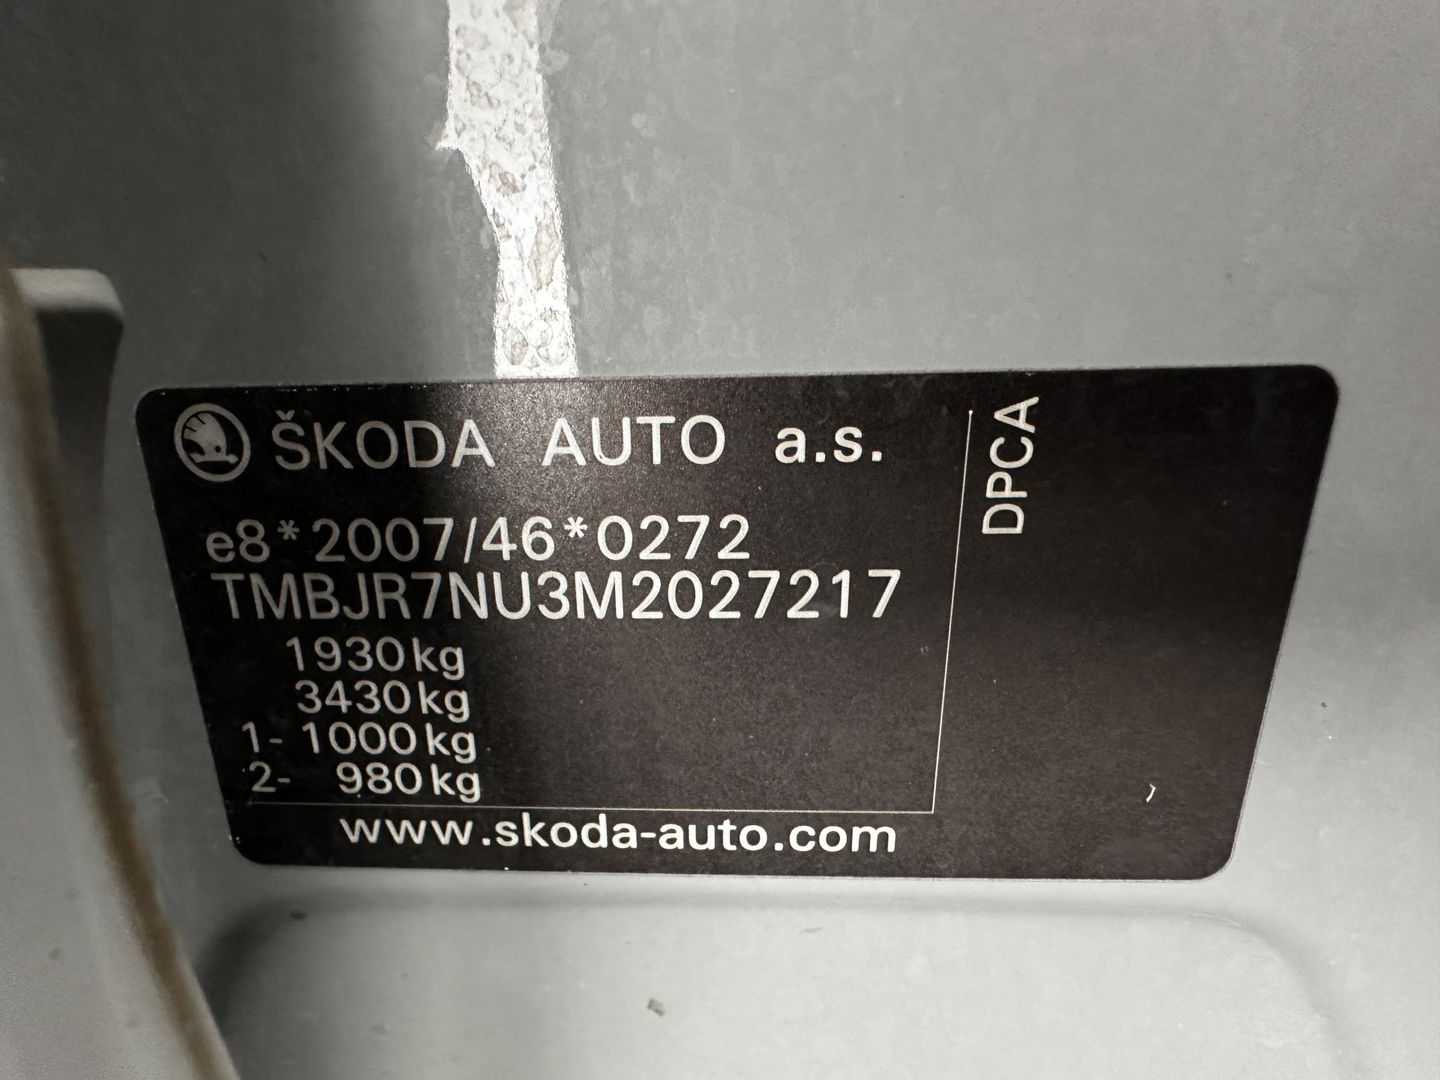 ŠKODA AUTO a.s.
e8*2007/46*0272
TMBJR7NU3M2027217
1930kg
3430kg
1- 1000kg
2- 980kg
www.skoda-auto.com
DPCA